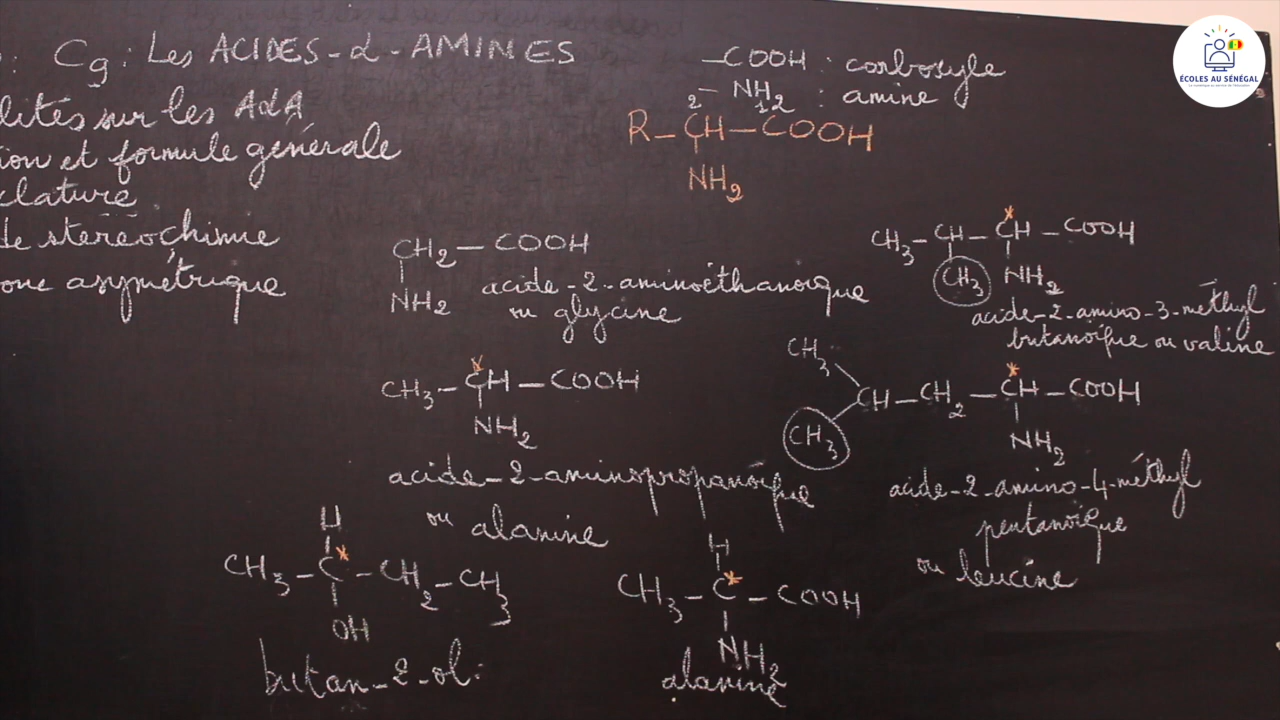 : C9 : Les ACIDES-α-AMINES
lités sur les AαA
ion et formule générale
clature
de stéréochimie
one asymétrique
-COOH : carboxyle
- NH2 : amine
2 1
R - CH - COOH
NH2
CH2 - COOH
NH2
acide-2-aminoéthanoïque
ou glycine
CH3 - CH - CH* - COOH
CH3 NH2
acide-2-amino-3-méthyl
butanoïque ou valine
CH3 - CH* - COOH
NH2
acide-2-aminopropanoïque
ou alanine
CH3
CH - CH2 - CH* - COOH
CH3 NH2
acide-2-amino-4-méthyl
pentanoïque
ou leucine
H
CH3 - C* - CH2 - CH3
OH
butan-2-ol.
H
CH3 - C* - COOH
NH2
alanine
ÉCOLES AU SÉNÉGAL